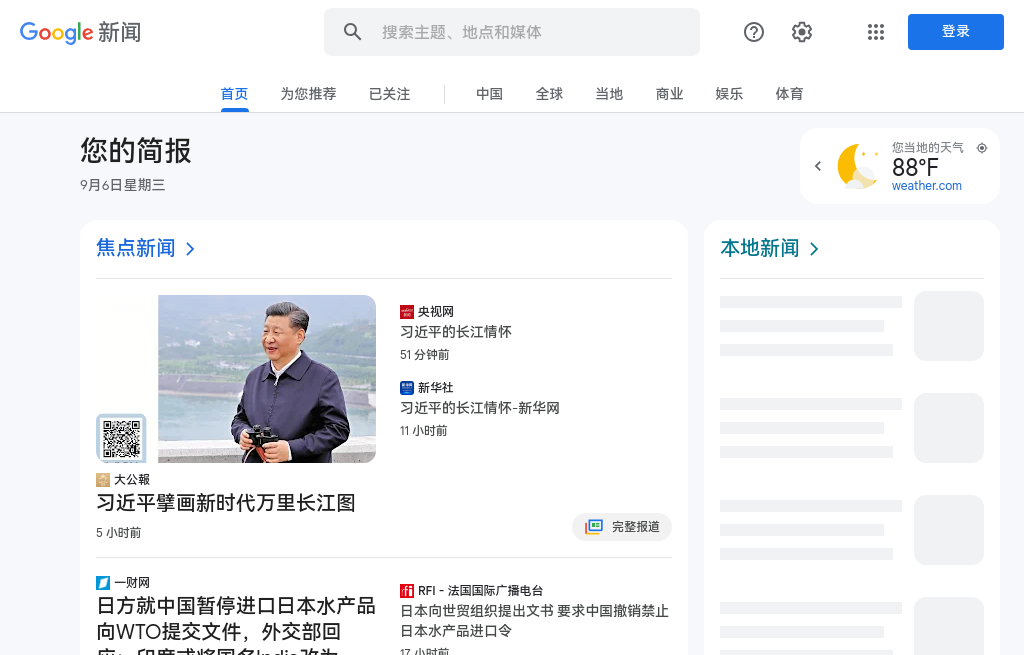 Google 新闻
搜索主题、地点和媒体
登录
首页
为您推荐
已关注
中国
全球
当地
商业
娱乐
体育
您的简报
9月6日星期三
您当地的天气
88°F
weather.com
焦点新闻
大公報
习近平擘画新时代万里长江图
5 小时前
央视网
习近平的长江情怀
51 分钟前
新华社
习近平的长江情怀-新华网
11 小时前
完整报道
一财网
日方就中国暂停进口日本水产品
向WTO提交文件，外交部回
RFI - 法国国际广播电台
日本向世贸组织提出文书 要求中国撤销禁止
日本水产品进口令
17 小时前
本地新闻